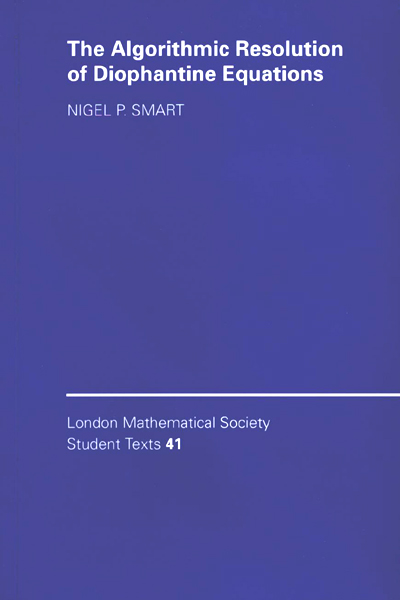 The Algorithmic Resolution
of Diophantine Equations
NIGEL P. SMART
London Mathematical Society
Student Texts 41